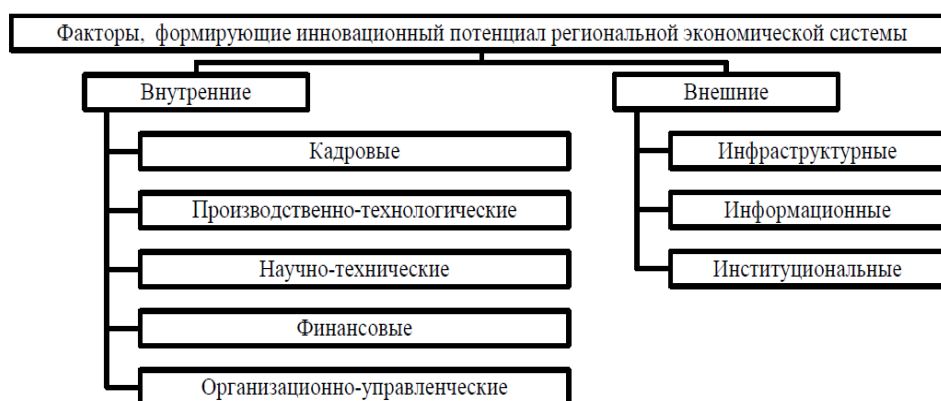 Факторы, формирующие инновационный потенциал региональной экономической системы
Внутренние
Кадровые
Производственно-технологические
Научно-технические
Финансовые
Организационно-управленческие
Внешние
Инфраструктурные
Информационные
Институциональные